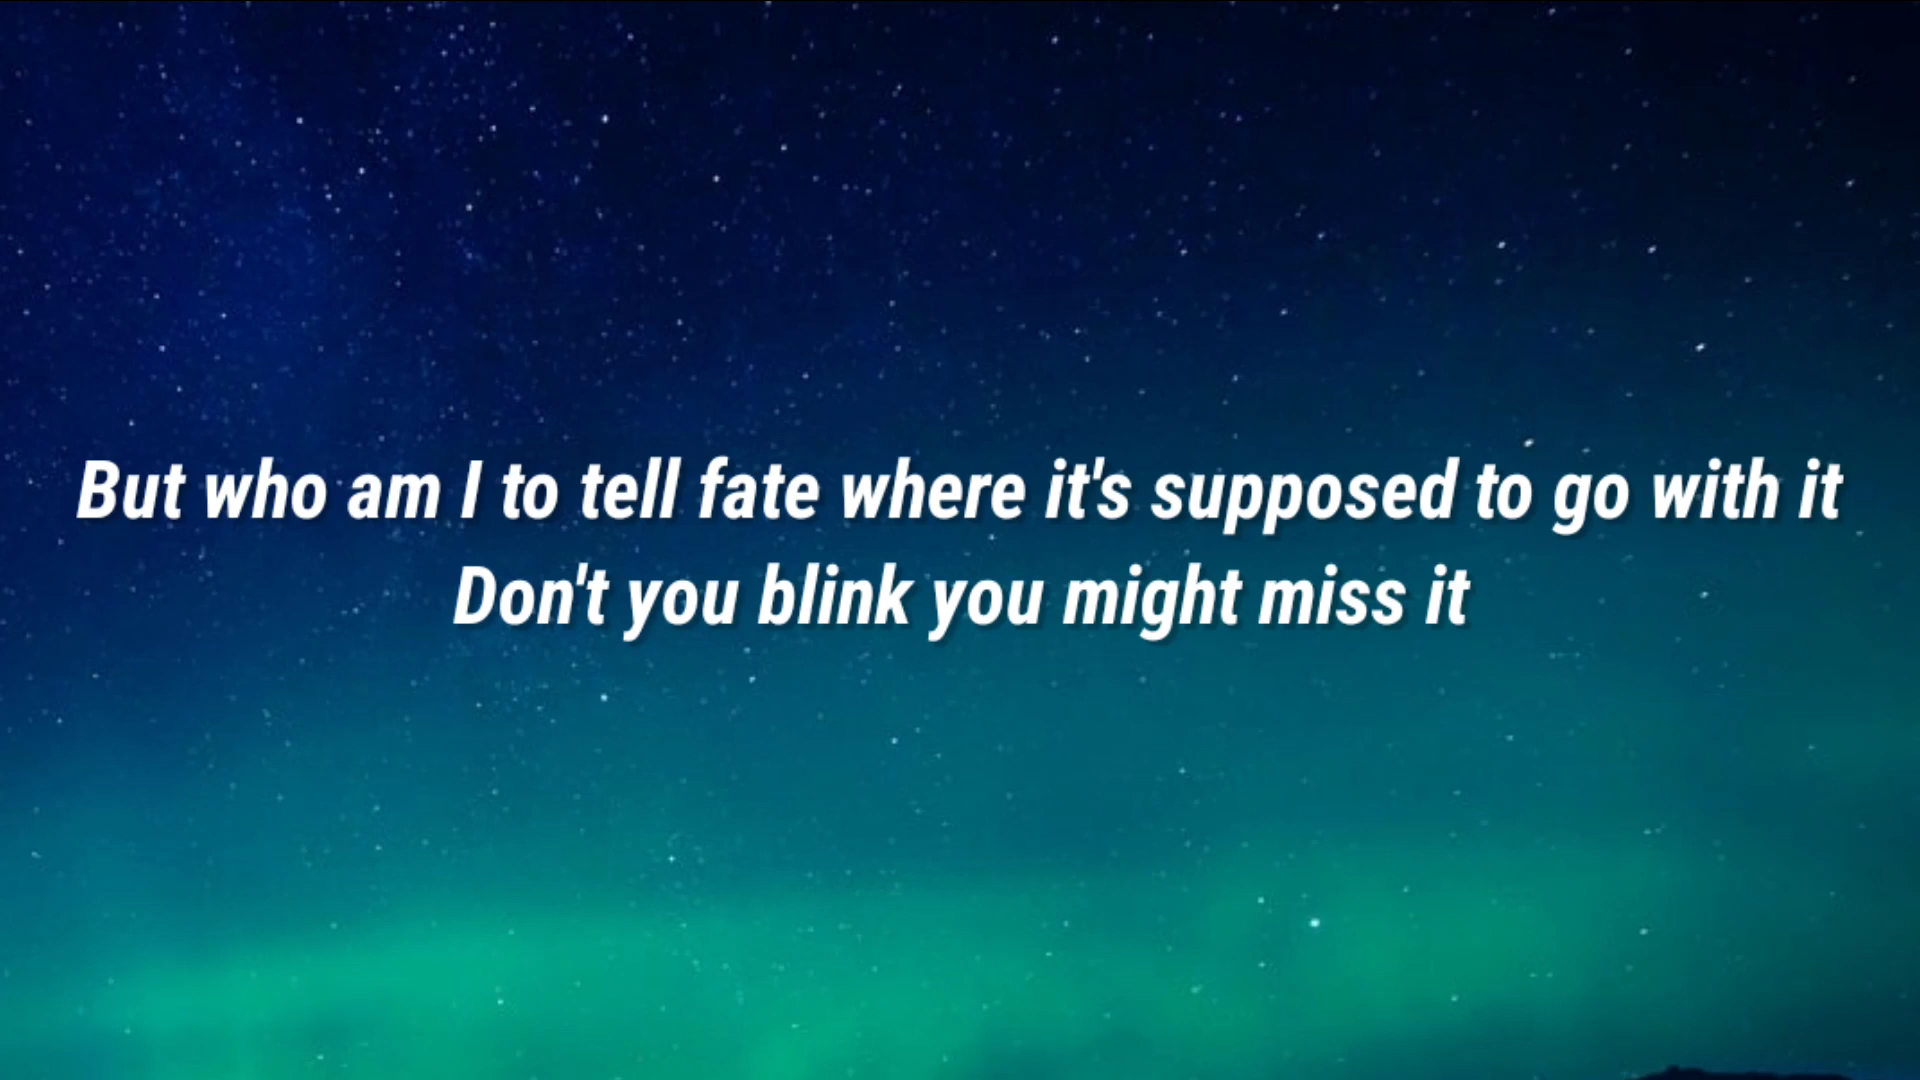 But who am I to tell fate where it's supposed to go with it
Don't you blink you might miss it